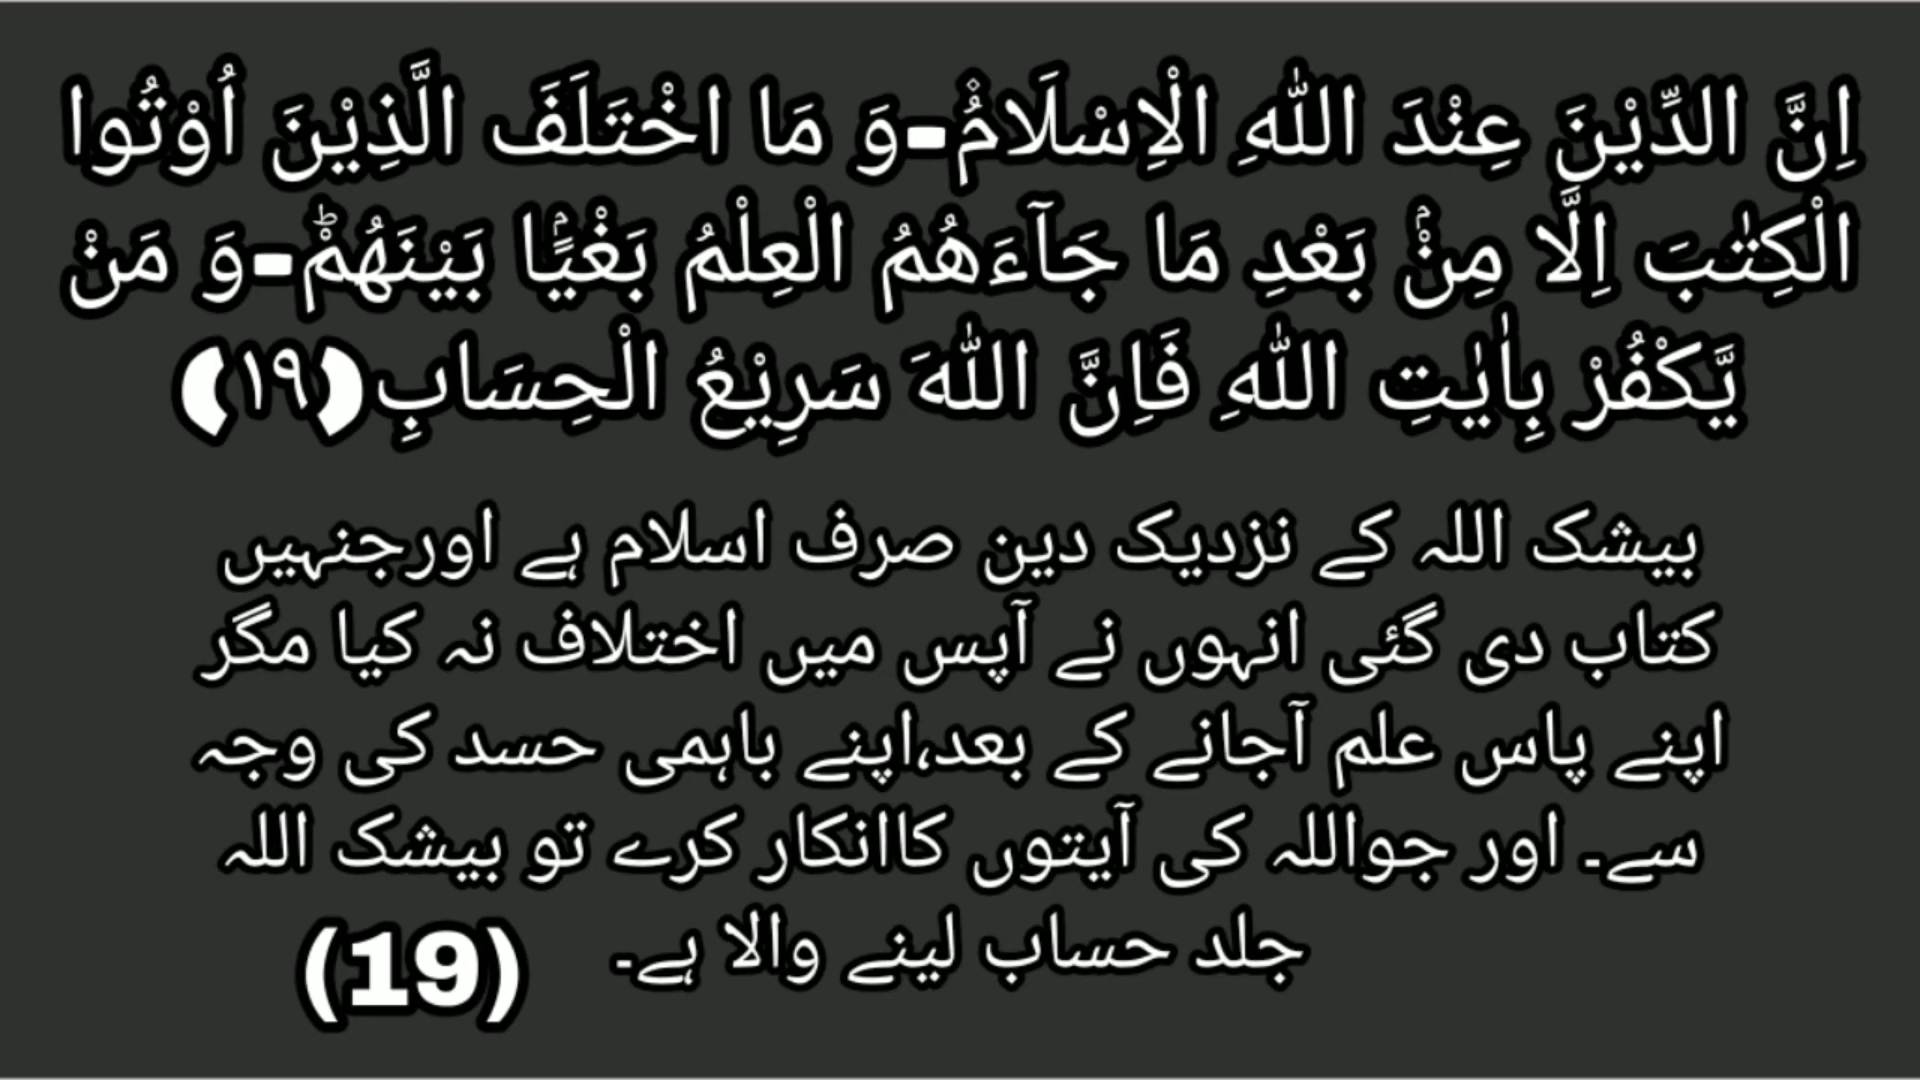 اِنَّ الدِّیْنَ عِنْدَ اللّٰهِ الْاِسْلَامُ۫-وَ مَا اخْتَلَفَ الَّذِیْنَ اُوْتُوا
الْكِتٰبَ اِلَّا مِنْۢ بَعْدِ مَا جَآءَهُمُ الْعِلْمُ بَغْیًۢا بَیْنَهُمْؕ-وَ مَنْ
یَّكْفُرْ بِاٰیٰتِ اللّٰهِ فَاِنَّ اللّٰهَ سَرِیْعُ الْحِسَابِ(۱۹)
بیشک اللہ کے نزدیک دین صرف اسلام ہے اورجنہیں
کتاب دی گئی انہوں نے آپس میں اختلاف نہ کیا مگر
اپنے پاس علم آجانے کے بعد،اپنے باہمی حسد کی وجہ
سے۔ اور جواللہ کی آیتوں کاانکار کرے تو بیشک اللہ
جلد حساب لینے والا ہے۔ (19)